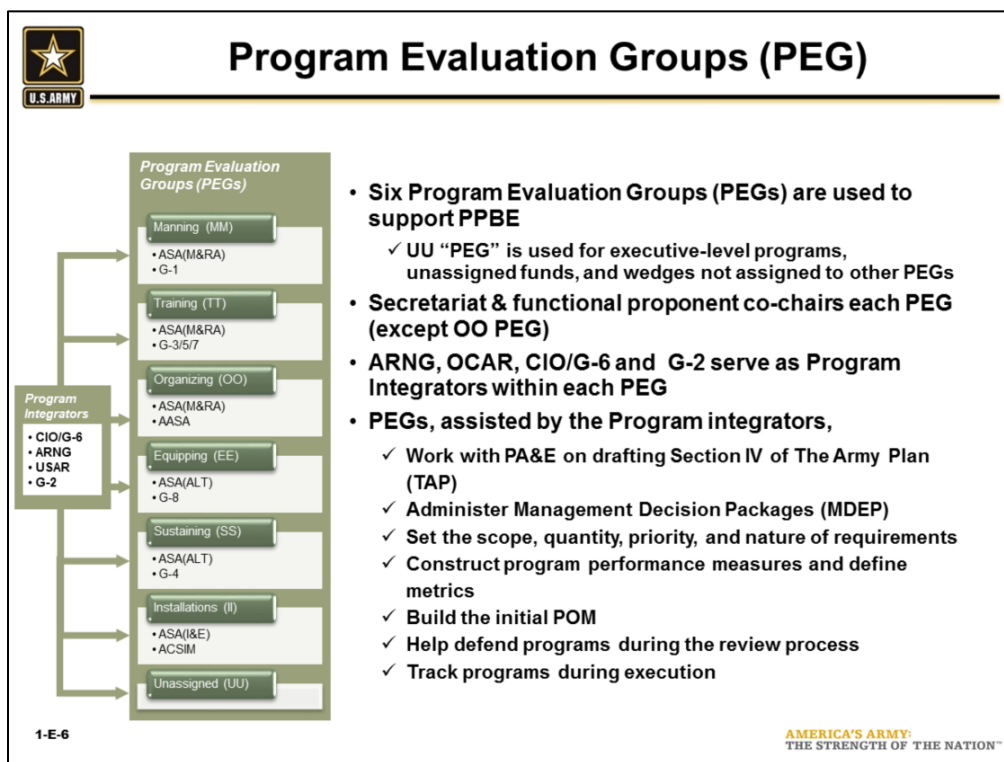 Program Evaluation Groups (PEG)
U.S.ARMY
Program Evaluation
Groups (PEGs)
Manning (MM)
• ASA(M&RA)
• G-1
Training (TT)
• ASA(M&RA)
• G-3/5/7
Organizing (OO)
• ASA(M&RA)
• AASA
Equipping (EE)
• ASA(ALT)
• G-8
Sustaining (SS)
• ASA(ALT)
• G-4
Installations (II)
• ASA(I&E)
• ACSIM
Unassigned (UU)
Program
Integrators
• CIO/G-6
• ARNG
• USAR
• G-2
• Six Program Evaluation Groups (PEGs) are used to
support PPBE
✓ UU “PEG” is used for executive-level programs,
unassigned funds, and wedges not assigned to other PEGs
• Secretariat & functional proponent co-chairs each PEG
(except OO PEG)
• ARNG, OCAR, CIO/G-6 and G-2 serve as Program
Integrators within each PEG
• PEGs, assisted by the Program integrators,
✓ Work with PA&E on drafting Section IV of The Army Plan
(TAP)
✓ Administer Management Decision Packages (MDEP)
✓ Set the scope, quantity, priority, and nature of requirements
✓ Construct program performance measures and define
metrics
✓ Build the initial POM
✓ Help defend programs during the review process
✓ Track programs during execution
1-E-6
AMERICA'S ARMY:
THE STRENGTH OF THE NATION™